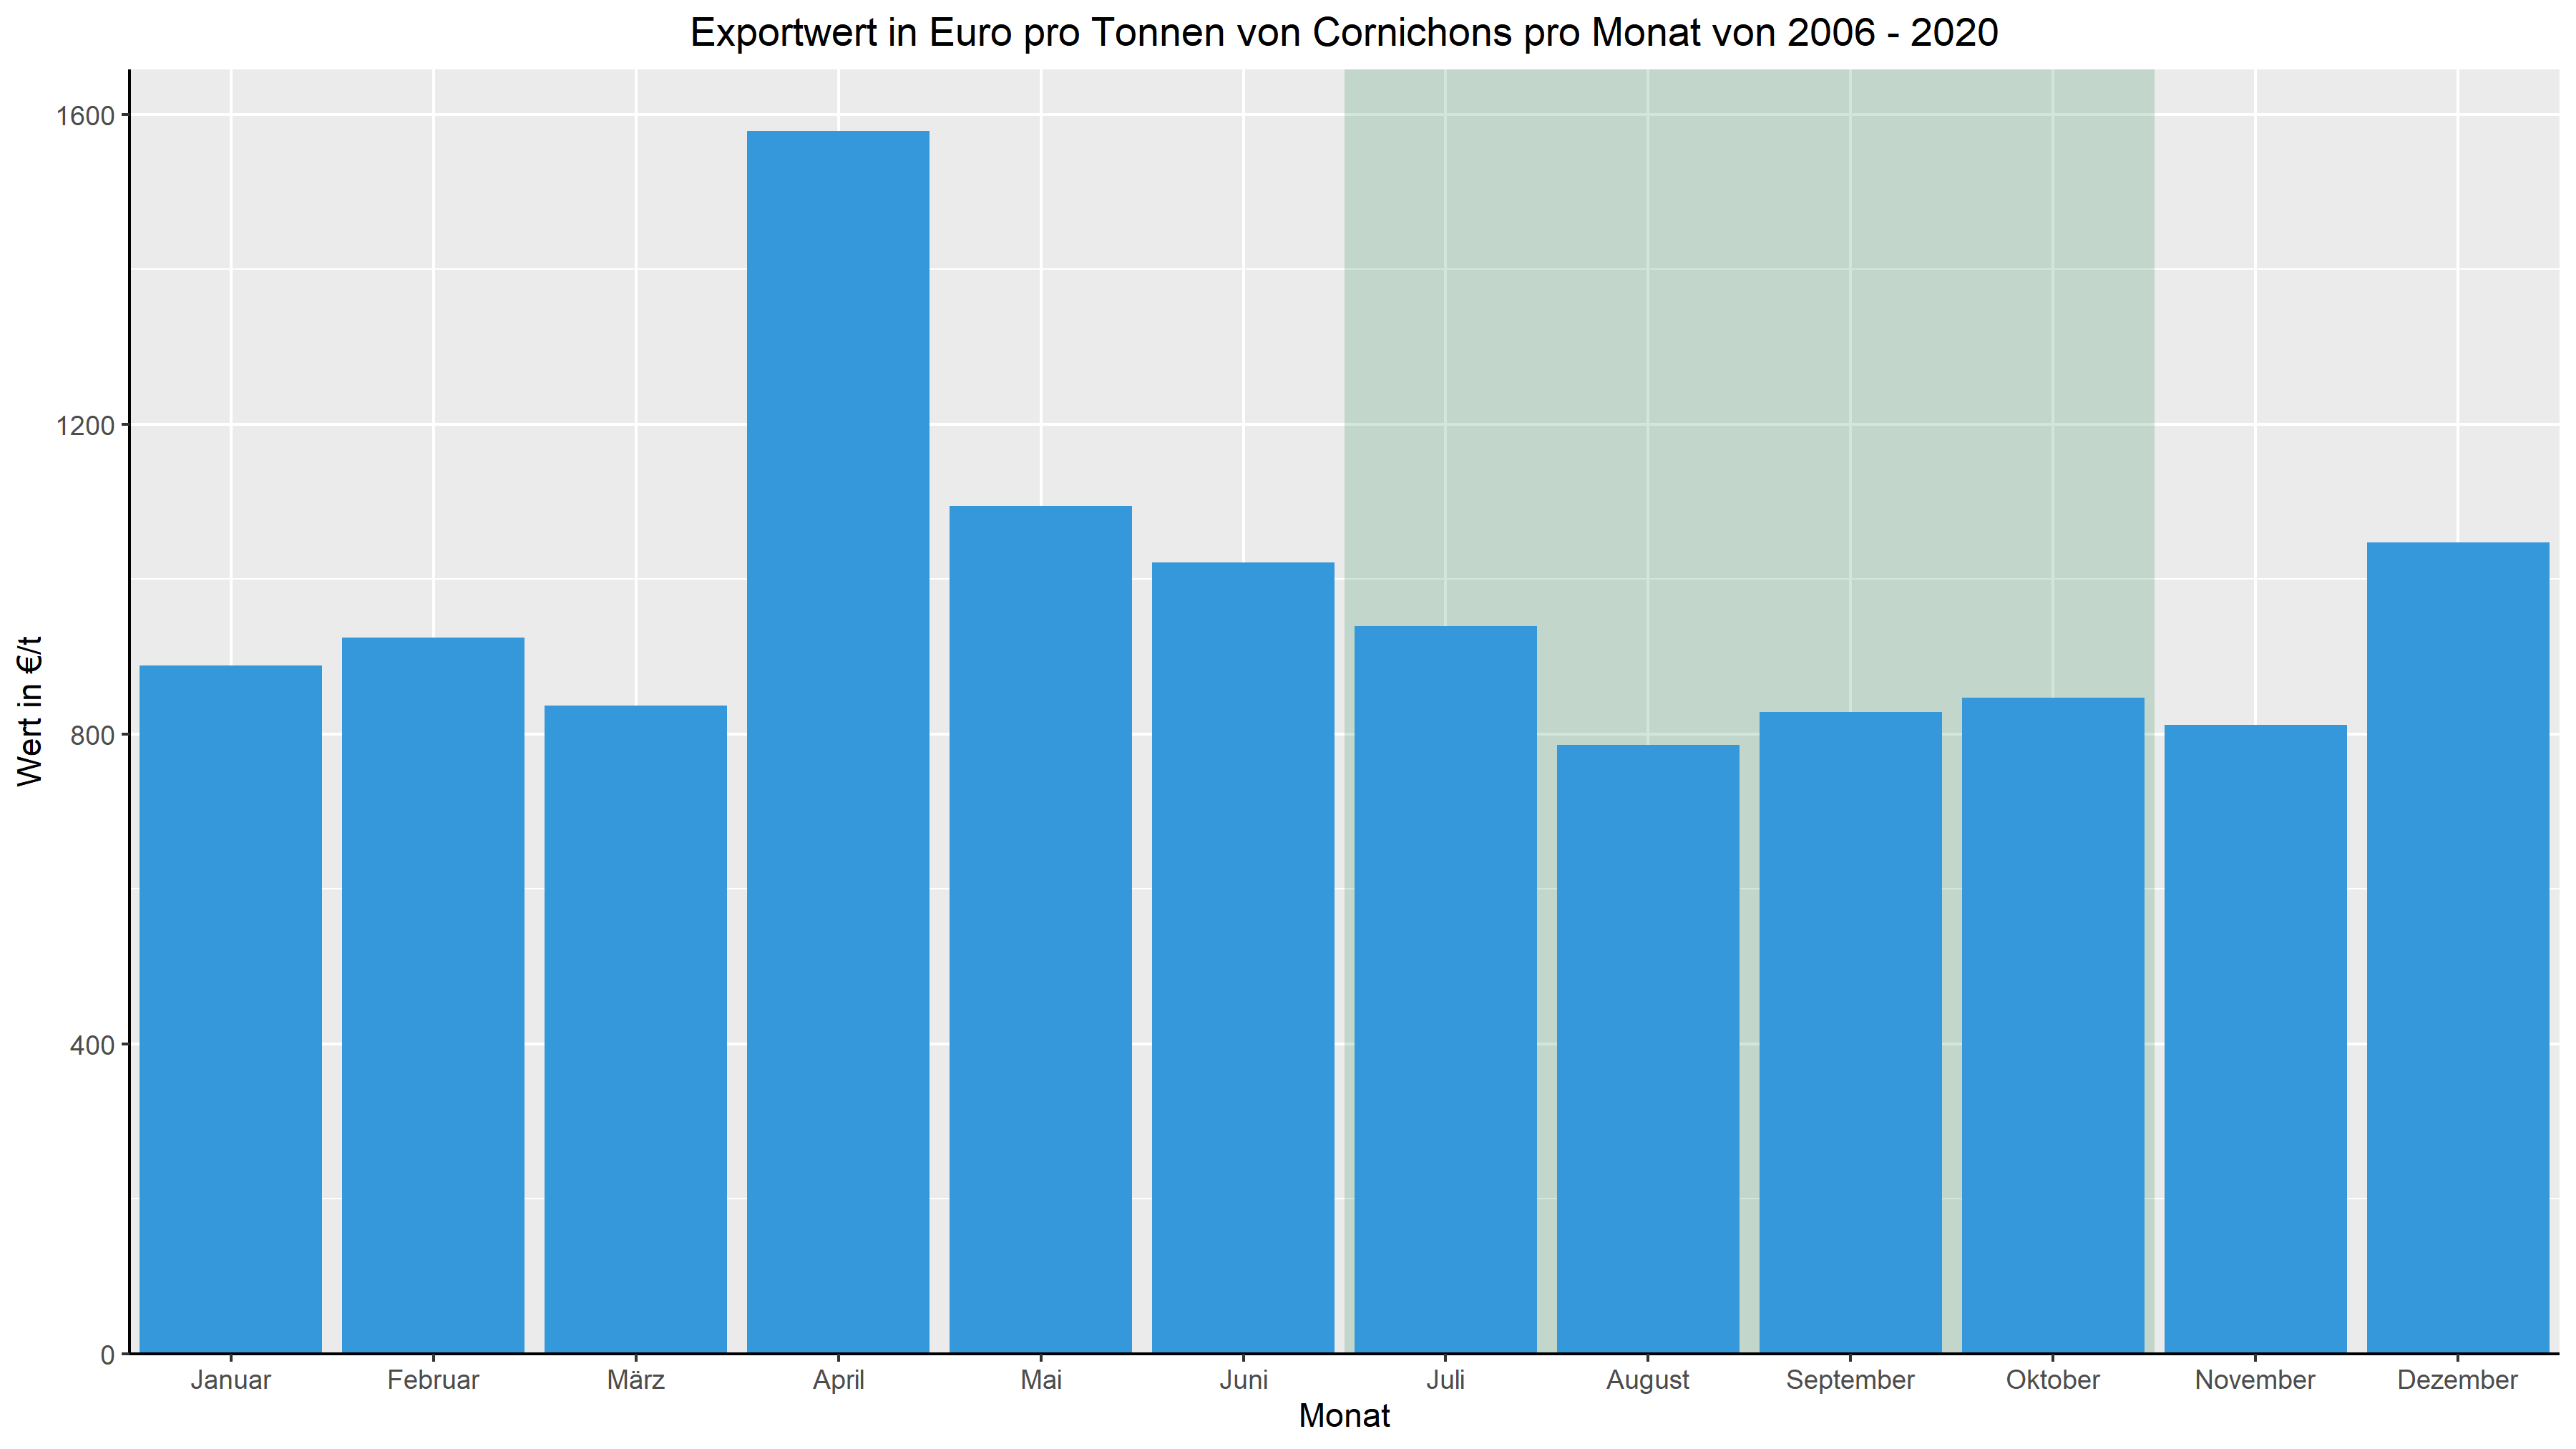 Exportwert in Euro pro Tonnen von Cornichons pro Monat von 2006 - 2020
1600
1200
800
400
0
Wert in €/t
Januar Februar März April Mai Juni Juli August September Oktober November Dezember
Monat